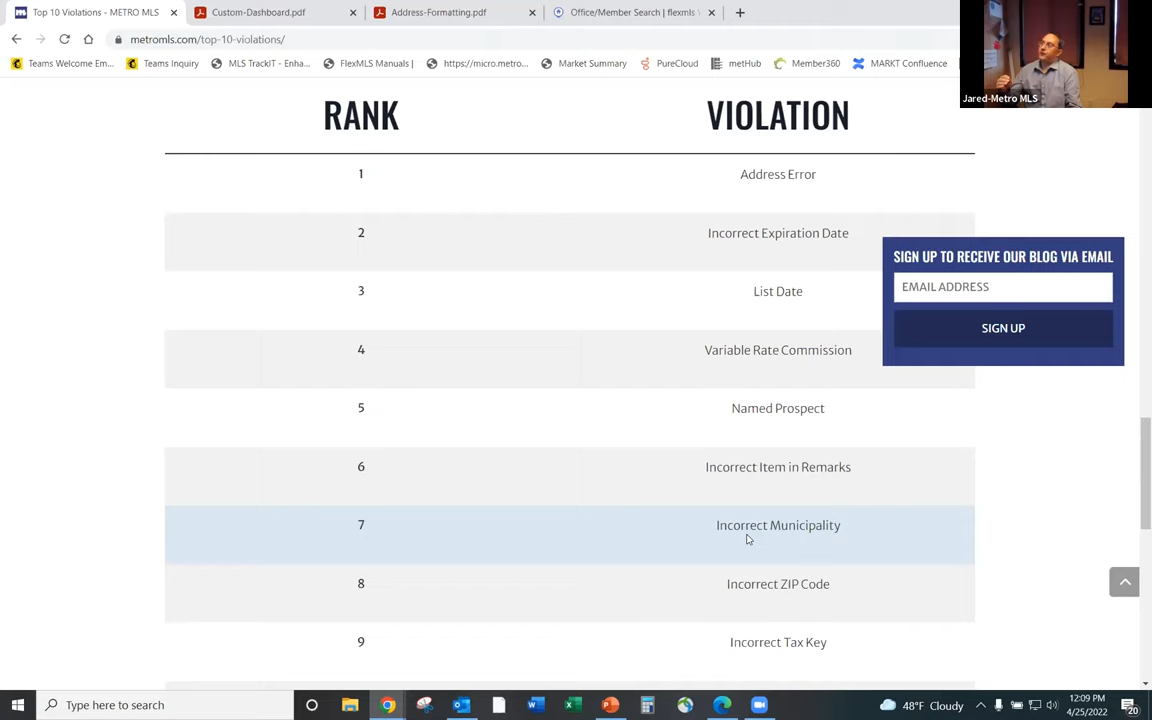 Top 10 Violations - METRO MLS
Custom-Dashboard.pdf
Address-Formatting.pdf
Office/Member Search | flexmls
metromls.com/top-10-violations/
Teams Welcome Em...
Teams Inquiry
MLS TrackIT - Enha...
FlexMLS Manuals |
https://micro.metro...
Market Summary
PureCloud
metHub
Member360
MARKT Confluence
Jared-Metro MLS
RANK VIOLATION
1 Address Error
2 Incorrect Expiration Date
3 List Date
4 Variable Rate Commission
5 Named Prospect
6 Incorrect Item in Remarks
7 Incorrect Municipality
8 Incorrect ZIP Code
9 Incorrect Tax Key
SIGN UP TO RECEIVE OUR BLOG VIA EMAIL
EMAIL ADDRESS
SIGN UP
Type here to search
48°F Cloudy
12:09 PM
4/25/2022
20